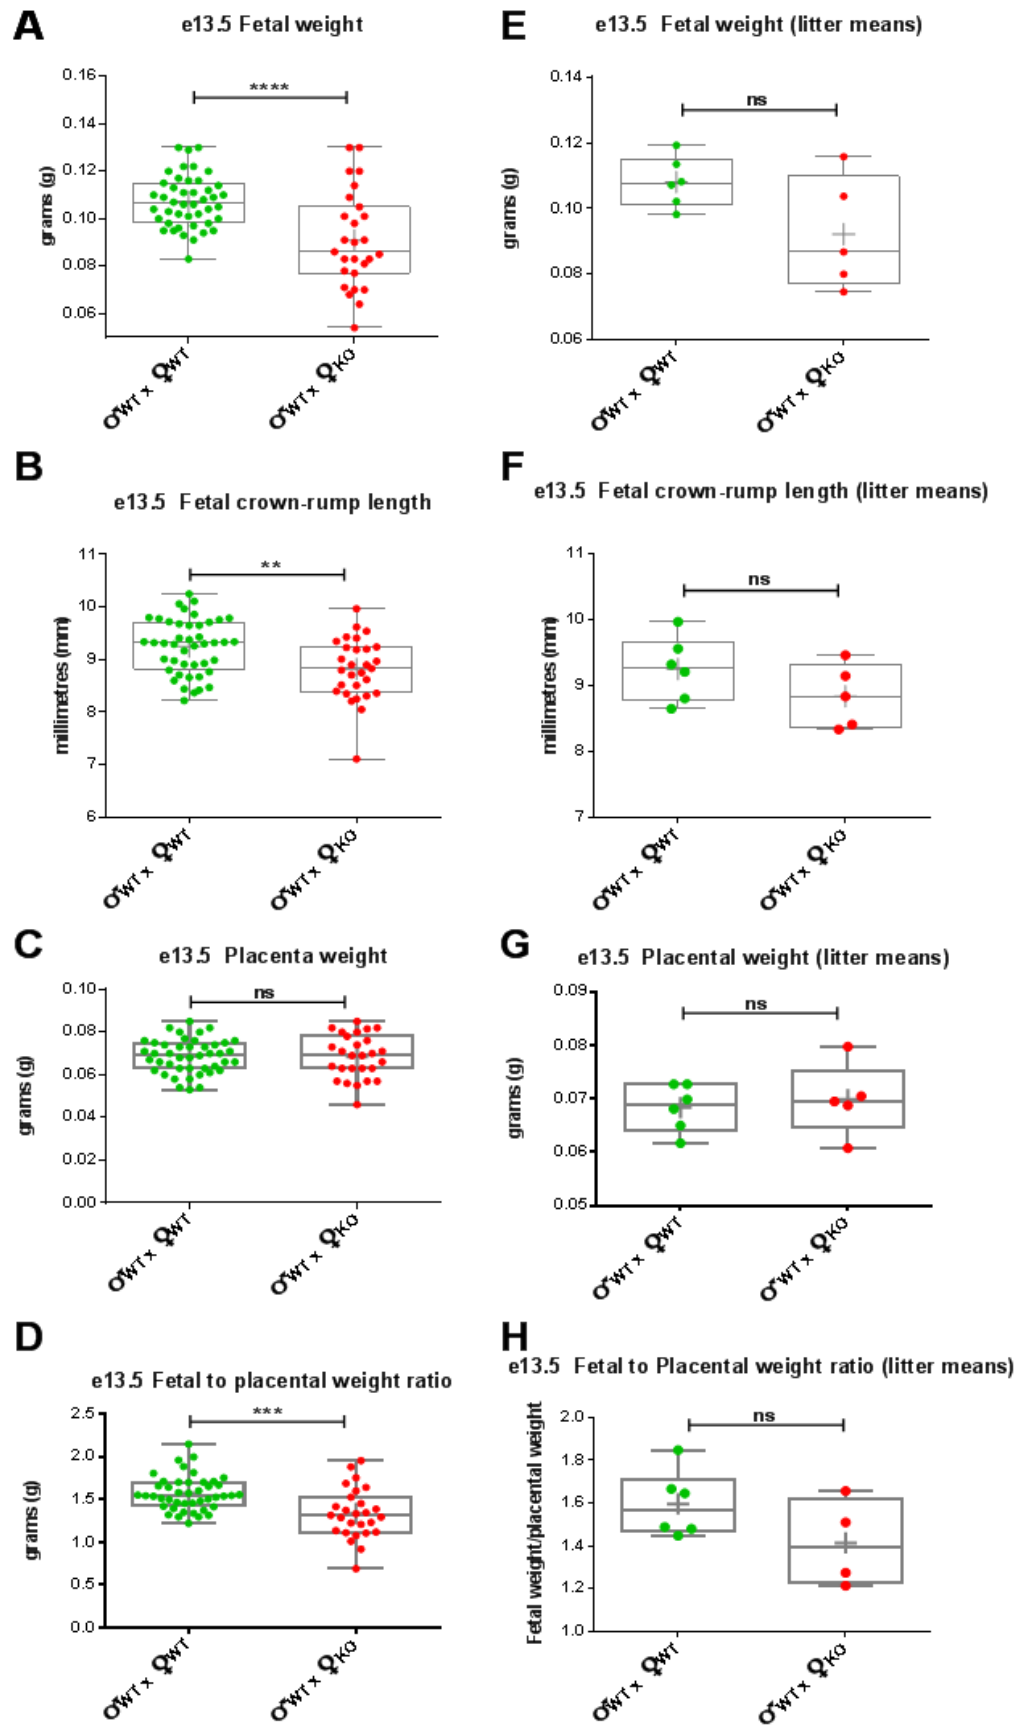 A
e13.5 Fetal weight
0.16
0.14
0.12
0.10
0.08
0.06
grams (g)
****
♂WT x ♀WT
♂WT x ♀KO
E
e13.5 Fetal weight (litter means)
0.14
0.12
0.10
0.08
0.06
grams (g)
ns
♂WT x ♀WT
♂WT x ♀KO
B
e13.5 Fetal crown-rump length
11
10
9
8
7
6
millimetres (mm)
**
♂WT x ♀WT
♂WT x ♀KO
F
e13.5 Fetal crown-rump length (litter means)
11
10
9
8
7
millimetres (mm)
ns
♂WT x ♀WT
♂WT x ♀KO
C
e13.5 Placenta weight
0.10
0.08
0.06
0.04
0.02
0.00
grams (g)
ns
♂WT x ♀WT
♂WT x ♀KO
G
e13.5 Placental weight (litter means)
0.09
0.08
0.07
0.06
0.05
grams (g)
ns
♂WT x ♀WT
♂WT x ♀KO
D
e13.5 Fetal to placental weight ratio
2.5
2.0
1.5
1.0
0.5
0.0
grams (g)
***
♂WT x ♀WT
♂WT x ♀KO
H
e13.5 Fetal to Placental weight ratio (litter means)
2.0
1.8
1.6
1.4
1.2
1.0
Fetal weight/placental weight
ns
♂WT x ♀WT
♂WT x ♀KO